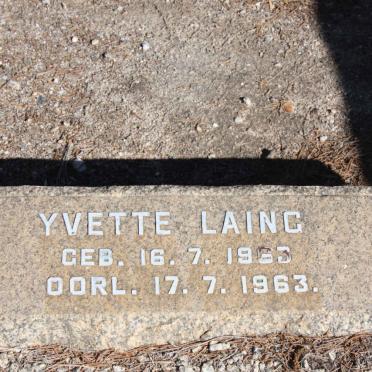 YVETTE LAING
GEB. 16. 7. 1963
OORL. 17. 7. 1963.